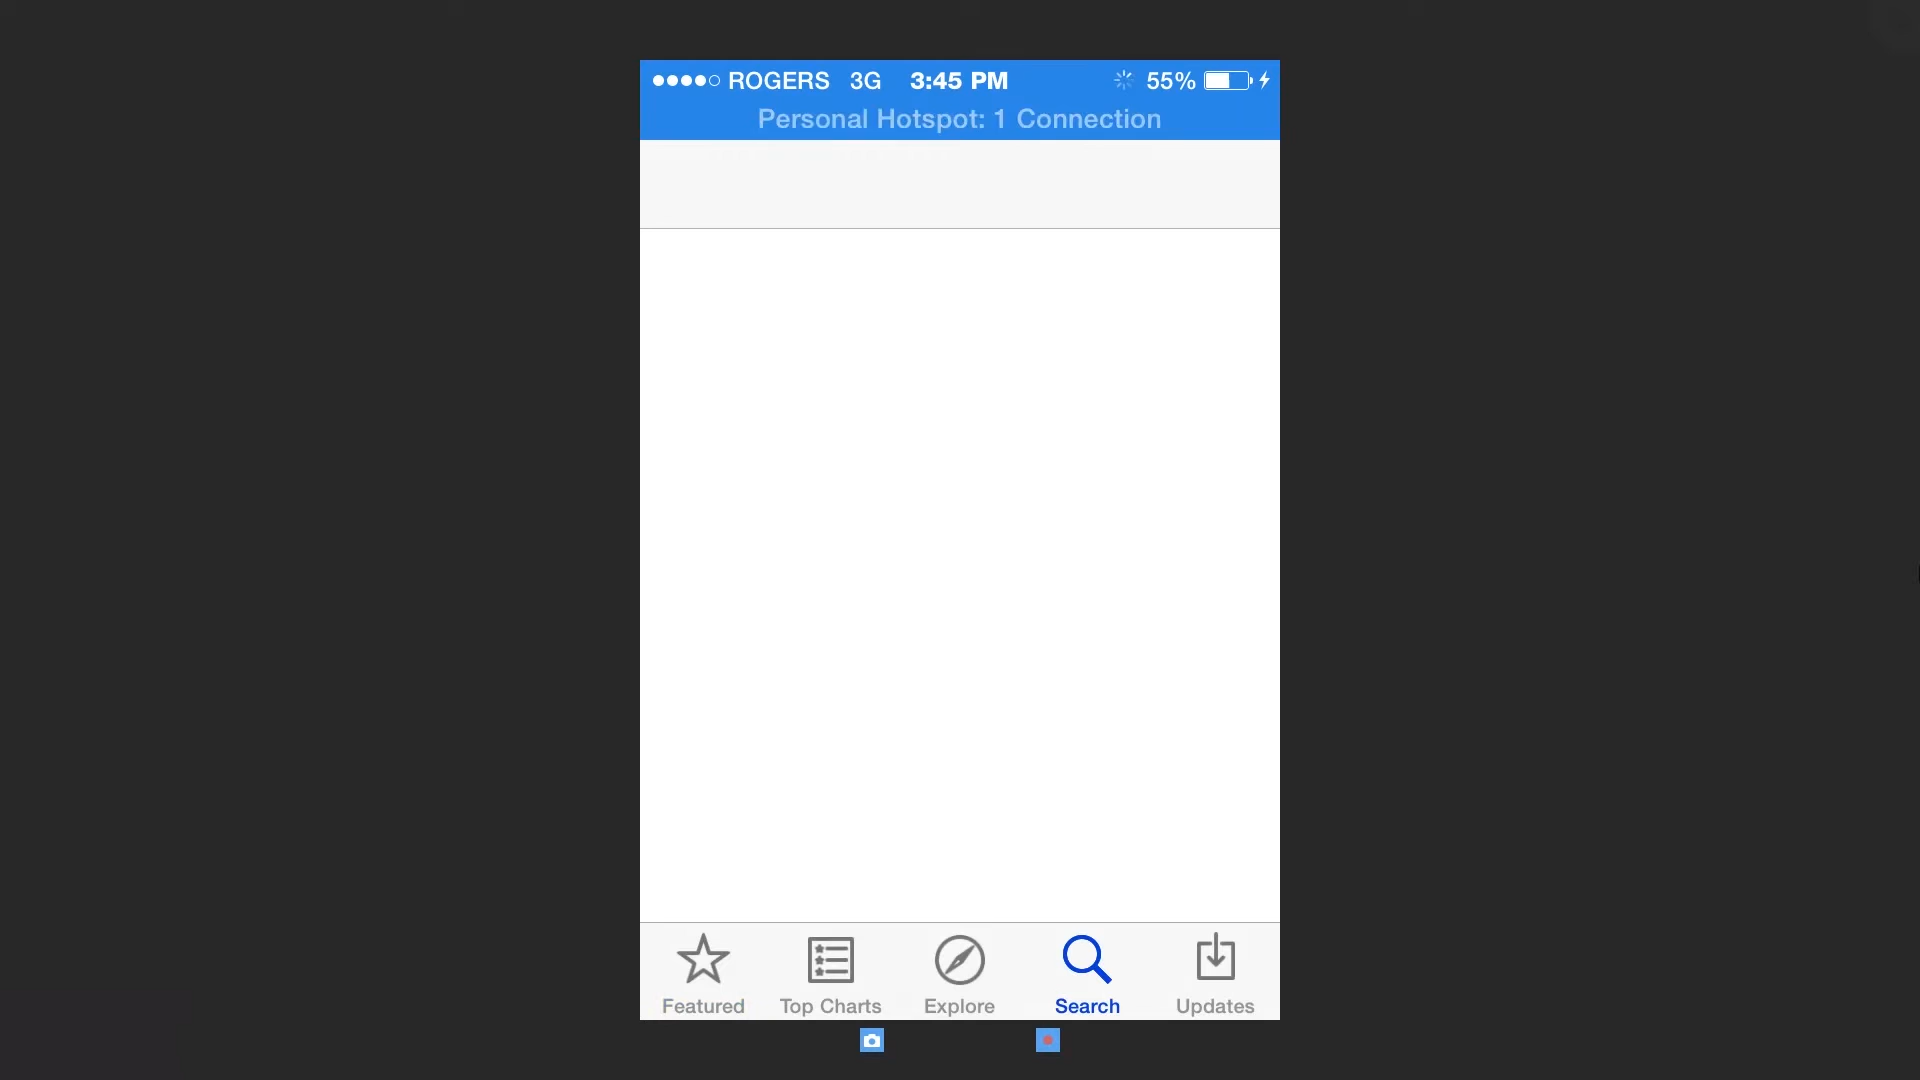 ROGERS 3G 3:45 PM 55%
Personal Hotspot: 1 Connection
Featured Top Charts Explore Search Updates